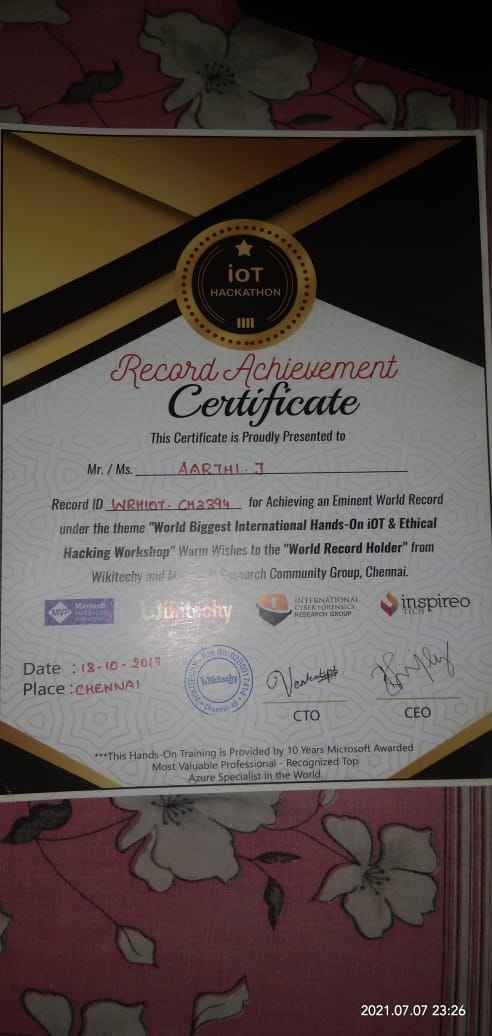 iOT
HACKATHON
Record Achievement
Certificate
This Certificate is Proudly Presented to
Mr. / Ms. AARTHI. J
Record ID WRHIOT- CH3394 for Achieving an Eminent World Record
under the theme "World Biggest International Hands-On iOT & Ethical
Hacking Workshop" Warm Wishes to the "World Record Holder" from
Wikitechy and Research Community Group, Chennai.
MVP Microsoft
Wikitechy
INTERNATIONAL
CYBER FORENSICS
RESEARCH GROUP
inspireo
TECH
Date : 13-10-2019
Place : CHENNAI
Wikitechy
CTO
CEO
***This Hands-On Training is Provided by 10 Years Microsoft Awarded
Most Valuable Professional - Recognized Top
Azure Specialist in the World.
2021.07.07 23:26